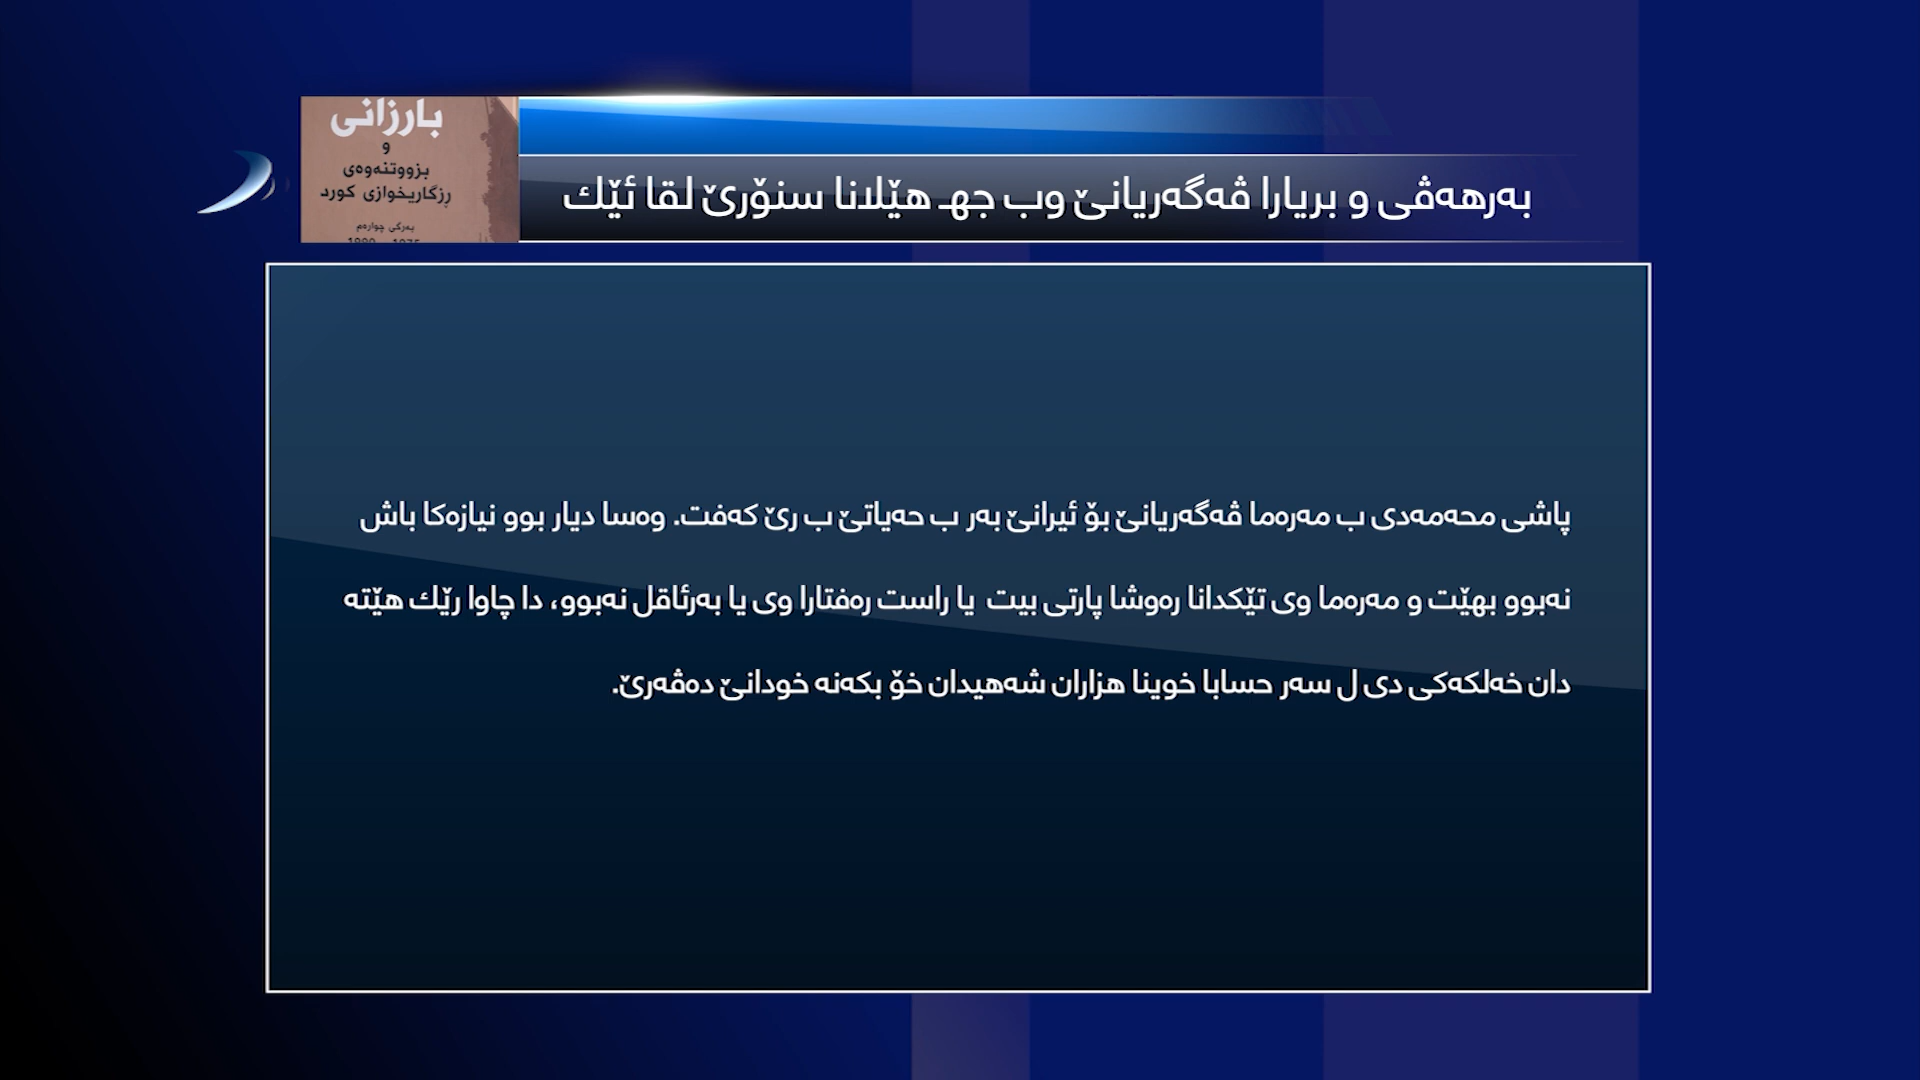 بارزانی
و
بزووتنەوەی
ڕزگاریخوازی کورد
بەرگی چوارەم
بەرهەڤی و بریارا ڤەگەریانێ وب جهـ هێلانا سنۆرێ لقا ئێك
پاشی محەمەدی ب مەرەما ڤەگەریانێ بۆ ئیرانێ بەر ب حەیاتێ ب رێ کەفت. وەسا دیار بوو نیازەکا باش
نەبوو بهێت و مەرەما وی تێکدانا رەوشا پارتی بیت یا راست رەفتارا وی یا بەرئاقل نەبوو، دا چاوا رێك هێتە
دان خەلکەکی دی ل سەر حسابا خوینا هزاران شەهیدان خۆ بکەنە خودانێ دەڤەرێ.